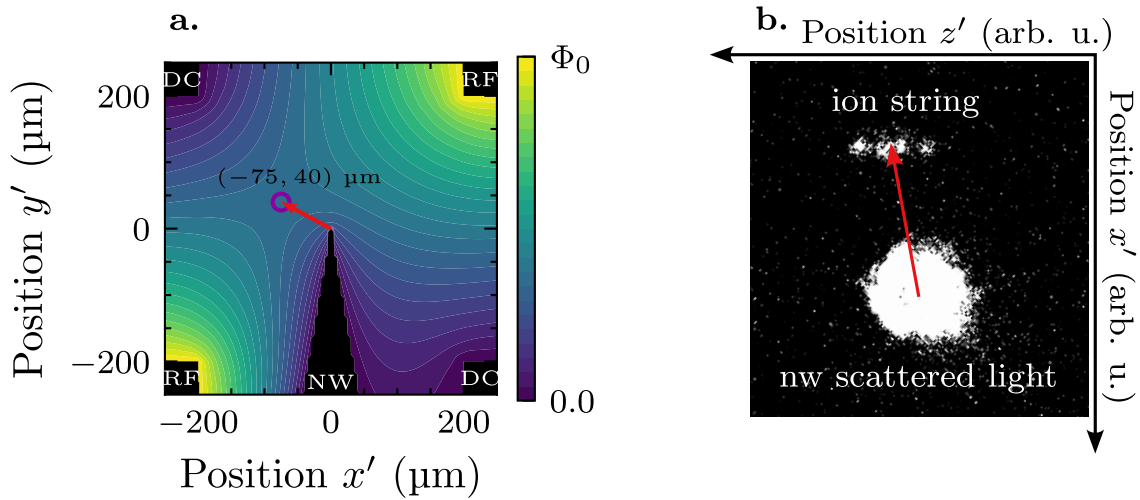 a.
Position y′ (µm)
200
0
−200
DC
RF
(−75, 40) µm
RF
NW
DC
−200
0
200
Position x′ (µm)
Φ0
0.0
b.
Position z′ (arb. u.)
ion string
nw scattered light
Position x′ (arb. u.)